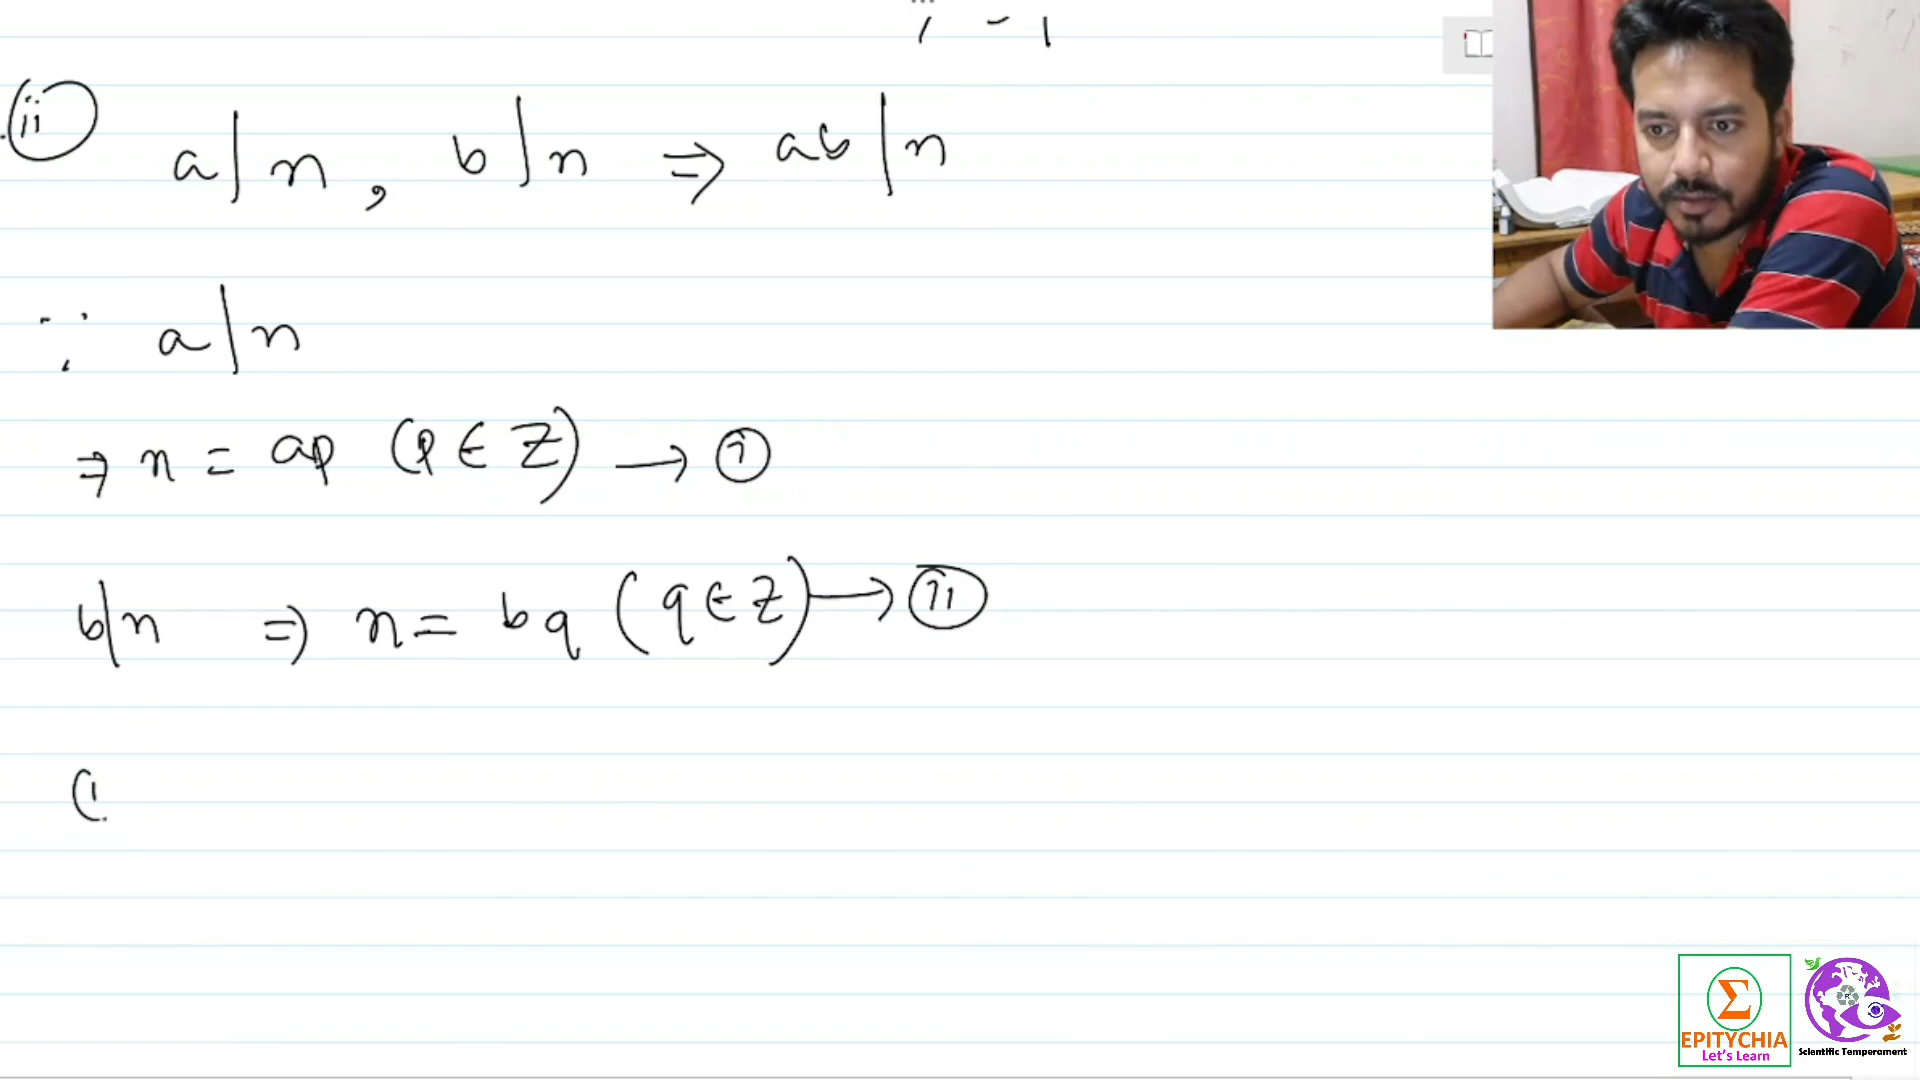 ii a | n , b | n ⇒ ab | n
∵ a | n
⇒ n = ap (p ∈ Z) → i
b | n ⇒ n = bq (q ∈ Z) → ii
(i
Σ
EPITYCHIA
Let's Learn
R
Scientific Temperament